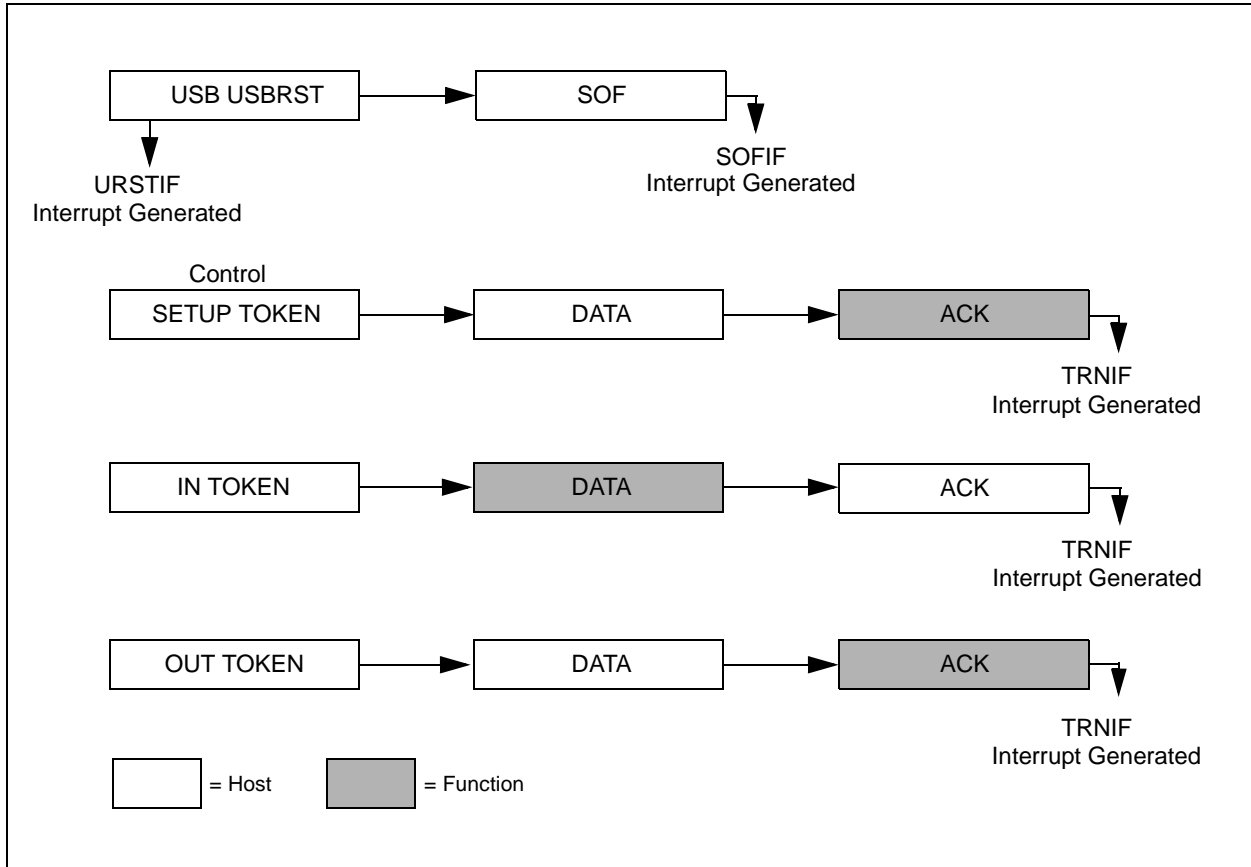 USB USBRST
SOF
URSTIF
Interrupt Generated
SOFIF
Interrupt Generated
Control
SETUP TOKEN
DATA
ACK
TRNIF
Interrupt Generated
IN TOKEN
DATA
ACK
TRNIF
Interrupt Generated
OUT TOKEN
DATA
ACK
TRNIF
Interrupt Generated
= Host
= Function